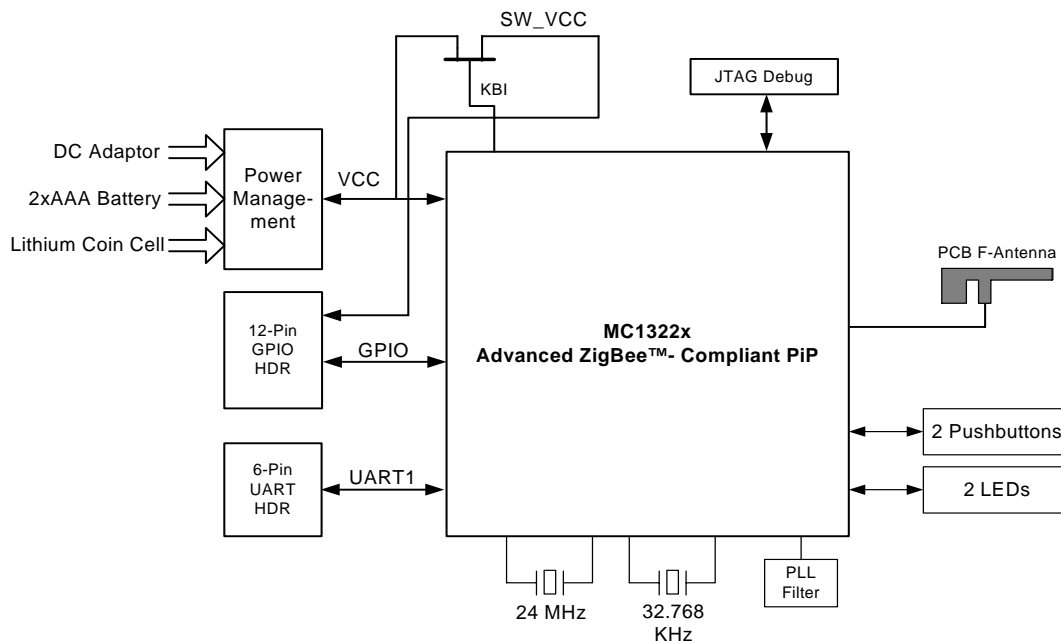 SW_VCC
KBI
JTAG Debug
DC Adaptor
2xAAA Battery
Lithium Coin Cell
Power
Manage-
ment
VCC
PCB F-Antenna
12-Pin
GPIO
HDR
GPIO
MC1322x
Advanced ZigBee™- Compliant PiP
2 Pushbuttons
6-Pin
UART
HDR
UART1
2 LEDs
24 MHz
32.768
KHz
PLL
Filter